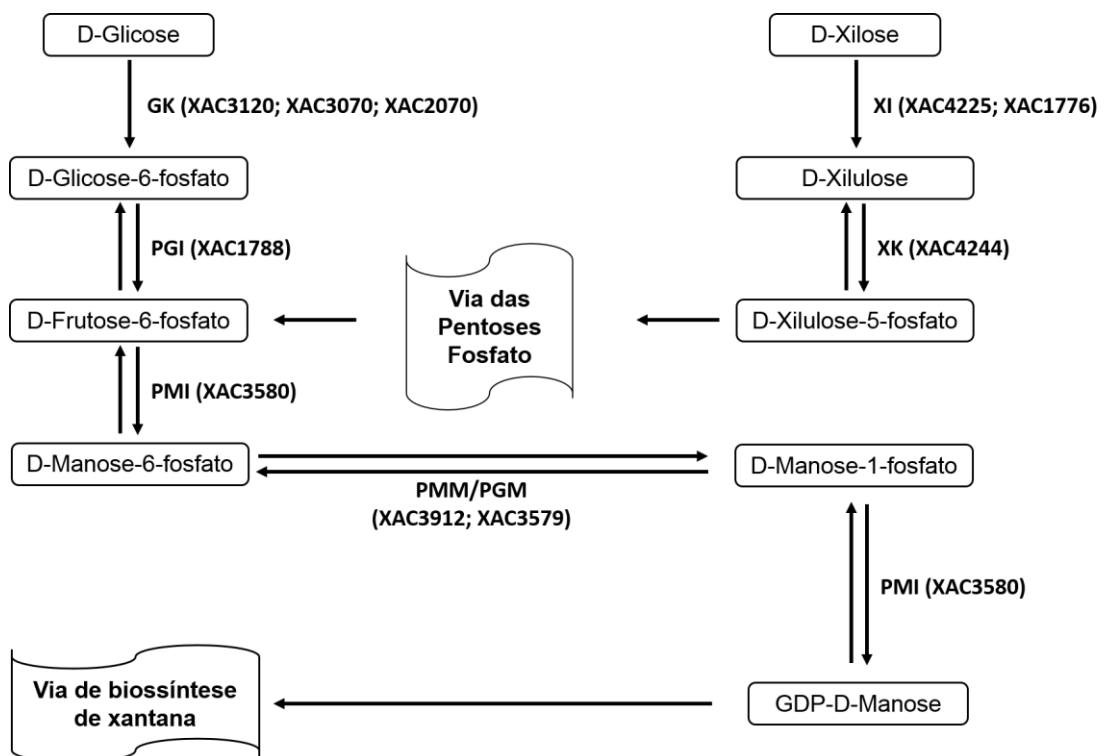 D-Glicose
D-Xilose
GK (XAC3120; XAC3070; XAC2070)
XI (XAC4225; XAC1776)
D-Glicose-6-fosfato
D-Xilulose
PGI (XAC1788)
XK (XAC4244)
Via das
Pentoses
Fosfato
D-Frutose-6-fosfato
D-Xilulose-5-fosfato
PMI (XAC3580)
D-Manose-6-fosfato
D-Manose-1-fosfato
PMM/PGM
(XAC3912; XAC3579)
PMI (XAC3580)
Via de biossíntese
de xantana
GDP-D-Manose